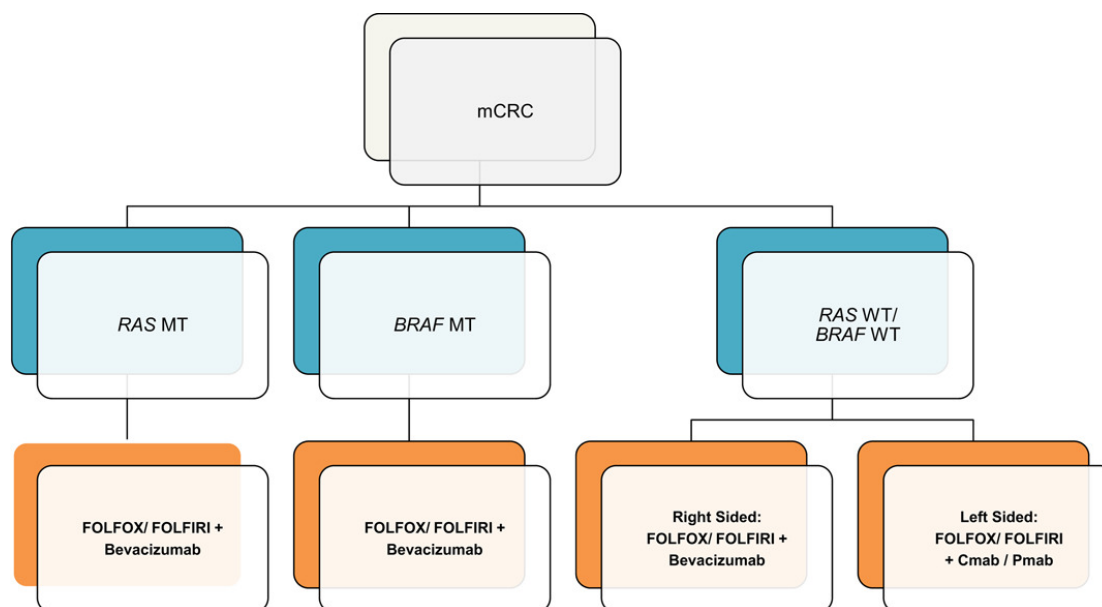 mCRC
RAS MT
BRAF MT
RAS WT/
BRAF WT
FOLFOX/ FOLFIRI +
Bevacizumab
FOLFOX/ FOLFIRI +
Bevacizumab
Right Sided:
FOLFOX/ FOLFIRI +
Bevacizumab
Left Sided:
FOLFOX/ FOLFIRI
+ Cmab / Pmab